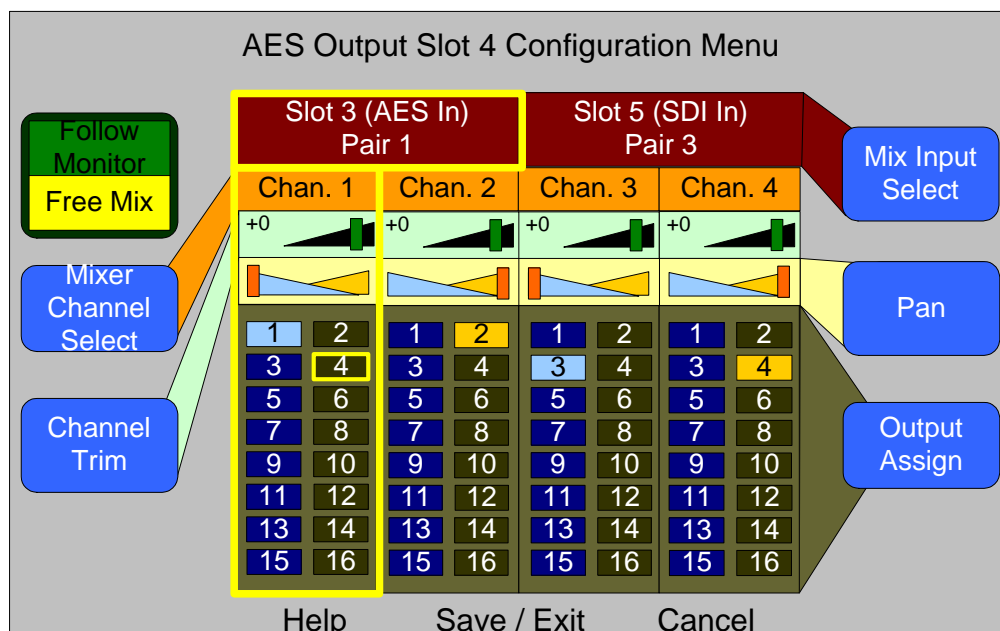 AES Output Slot 4 Configuration Menu
Follow
Monitor
Free Mix
Slot 3 (AES In)
Pair 1
Slot 5 (SDI In)
Pair 3
Mix Input
Select
Chan. 1 Chan. 2 Chan. 3 Chan. 4
+0 +0 +0 +0
Mixer
Channel
Select
Pan
Channel
Trim
Output
Assign
1 2 1 2 1 2 1 2
3 4 3 4 3 4 3 4
5 6 5 6 5 6 5 6
7 8 7 8 7 8 7 8
9 10 9 10 9 10 9 10
11 12 11 12 11 12 11 12
13 14 13 14 13 14 13 14
15 16 15 16 15 16 15 16
Help Save / Exit Cancel